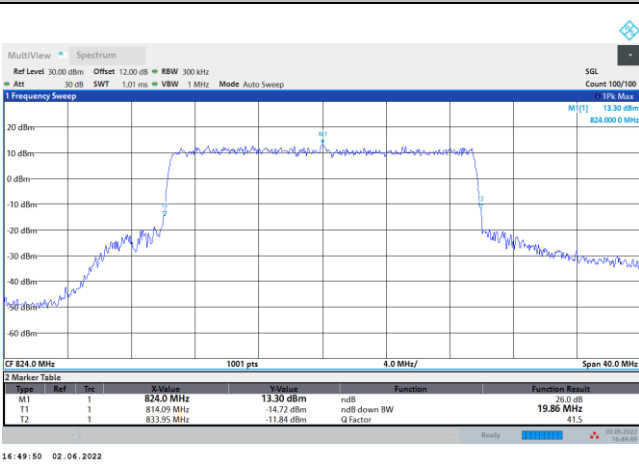 MultiView Spectrum
Ref Level 30.00 dBm Offset 12.00 dB RBW 300 kHz SGL
Att 30 dB SWT 1.01 ms VBW 1 MHz Mode Auto Sweep Count 100/100
1 Frequency Sweep 1Pk Max
M1[1] 13.30 dBm
824.000 0 MHz
20 dBm
M1
10 dBm
0 dBm
-10 dBm
T1
T2
-20 dBm
-30 dBm
-40 dBm
-50 dBm
-60 dBm
CF 824.0 MHz 1001 pts 4.0 MHz/ Span 40.0 MHz
2 Marker Table
Type Ref Trc X-Value Y-Value Function Function Result
M1 1 824.0 MHz 13.30 dBm ndB 26.0 dB
T1 1 814.09 MHz -14.72 dBm ndB down BW 19.86 MHz
T2 1 833.95 MHz -11.84 dBm Q Factor 41.5
Ready 02.06.2022
16:49:49
16:49:50 02.06.2022